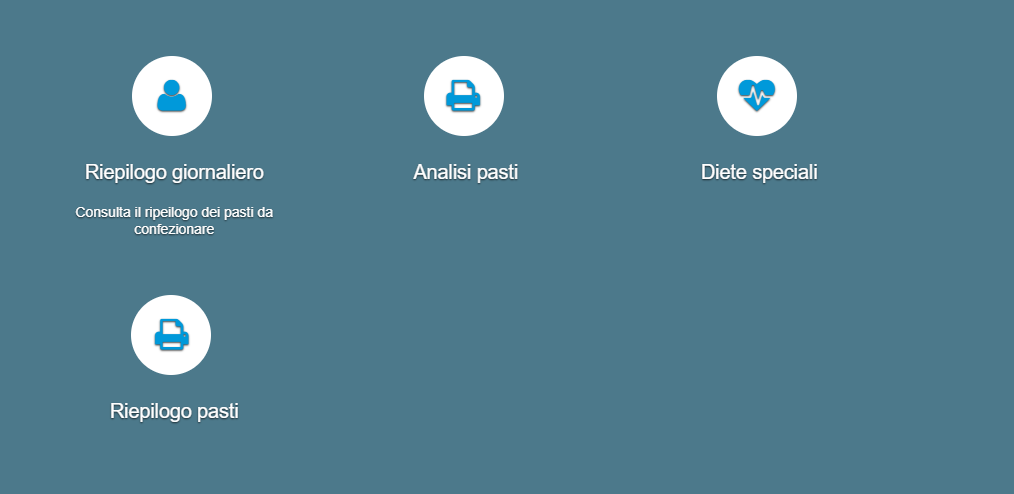 Riepilogo giornaliero
Analisi pasti
Diete speciali
Consulta il ripeilogo dei pasti da
confezionare
Riepilogo pasti